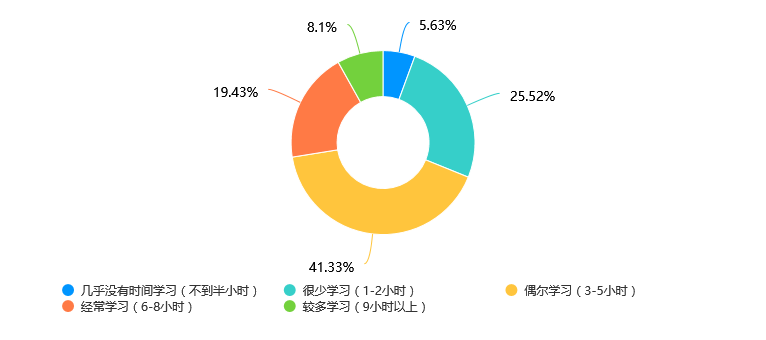 8.1%
5.63%
19.43%
25.52%
41.33%
几乎没有时间学习（不到半小时）
很少学习（1-2小时）
偶尔学习（3-5小时）
经常学习（6-8小时）
较多学习（9小时以上）